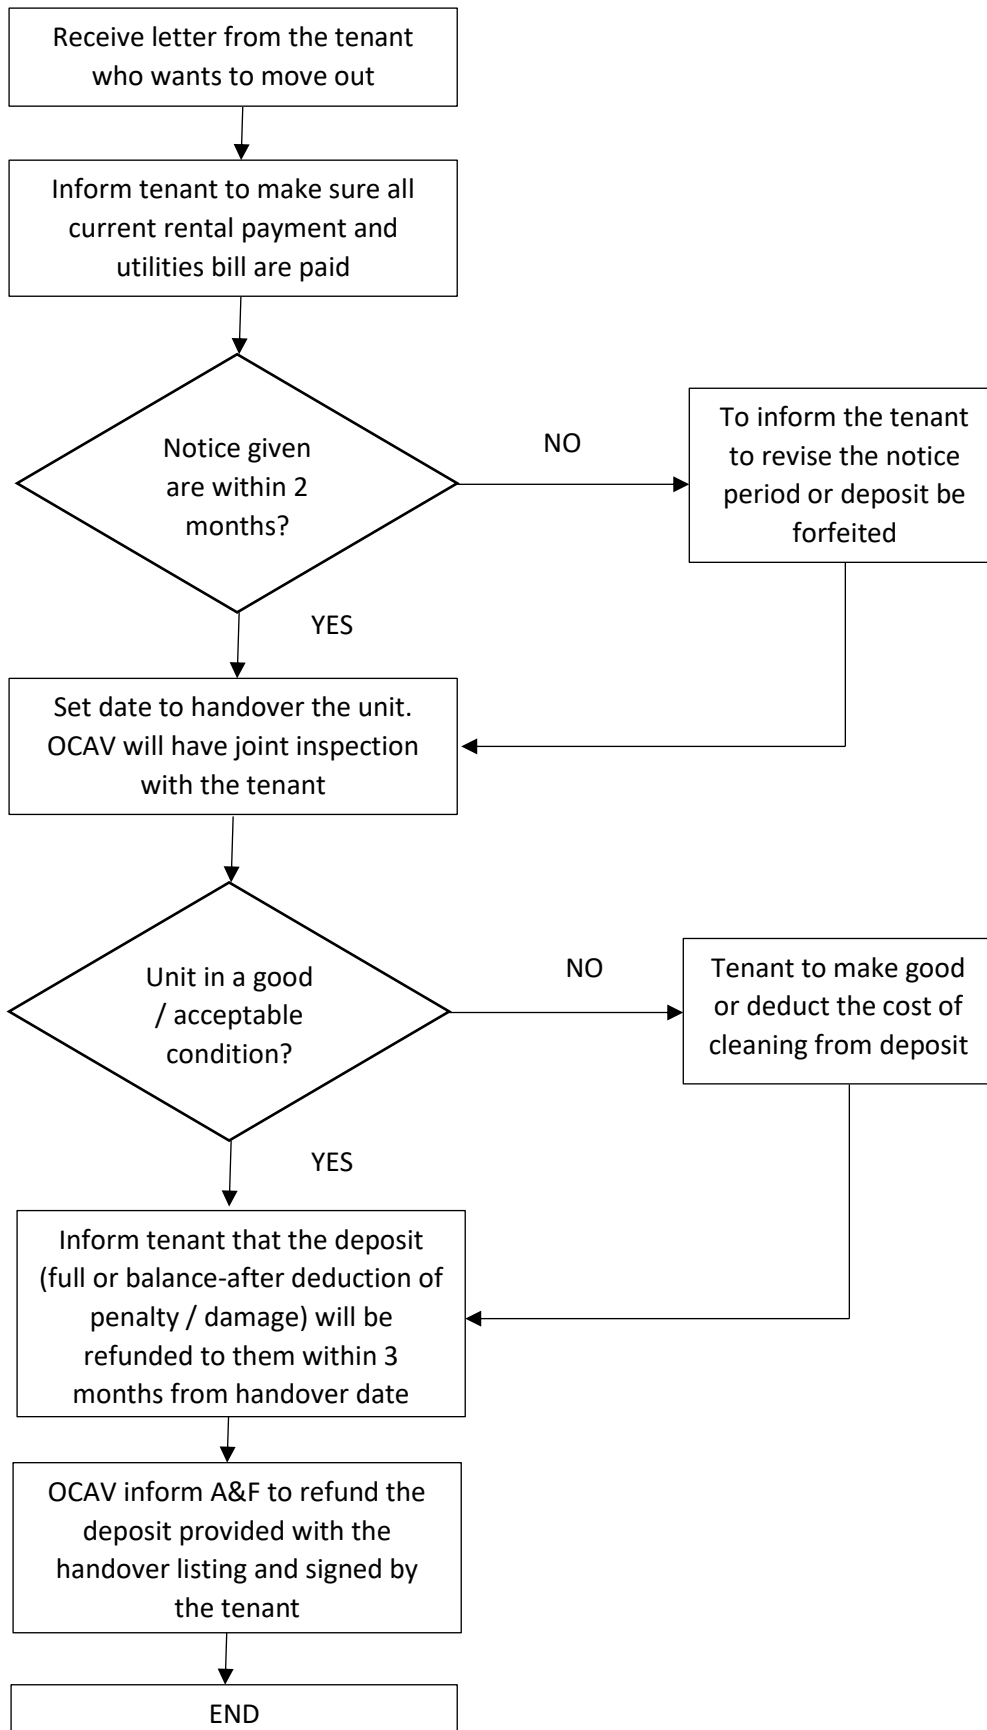 Receive letter from the tenant
who wants to move out
Inform tenant to make sure all
current rental payment and
utilities bill are paid
Notice given
are within 2
months?
NO
To inform the tenant
to revise the notice
period or deposit be
forfeited
YES
Set date to handover the unit.
OCAV will have joint inspection
with the tenant
Unit in a good
/ acceptable
condition?
NO
Tenant to make good
or deduct the cost of
cleaning from deposit
YES
Inform tenant that the deposit
(full or balance-after deduction of
penalty / damage) will be
refunded to them within 3
months from handover date
OCAV inform A&F to refund the
deposit provided with the
handover listing and signed by
the tenant
END